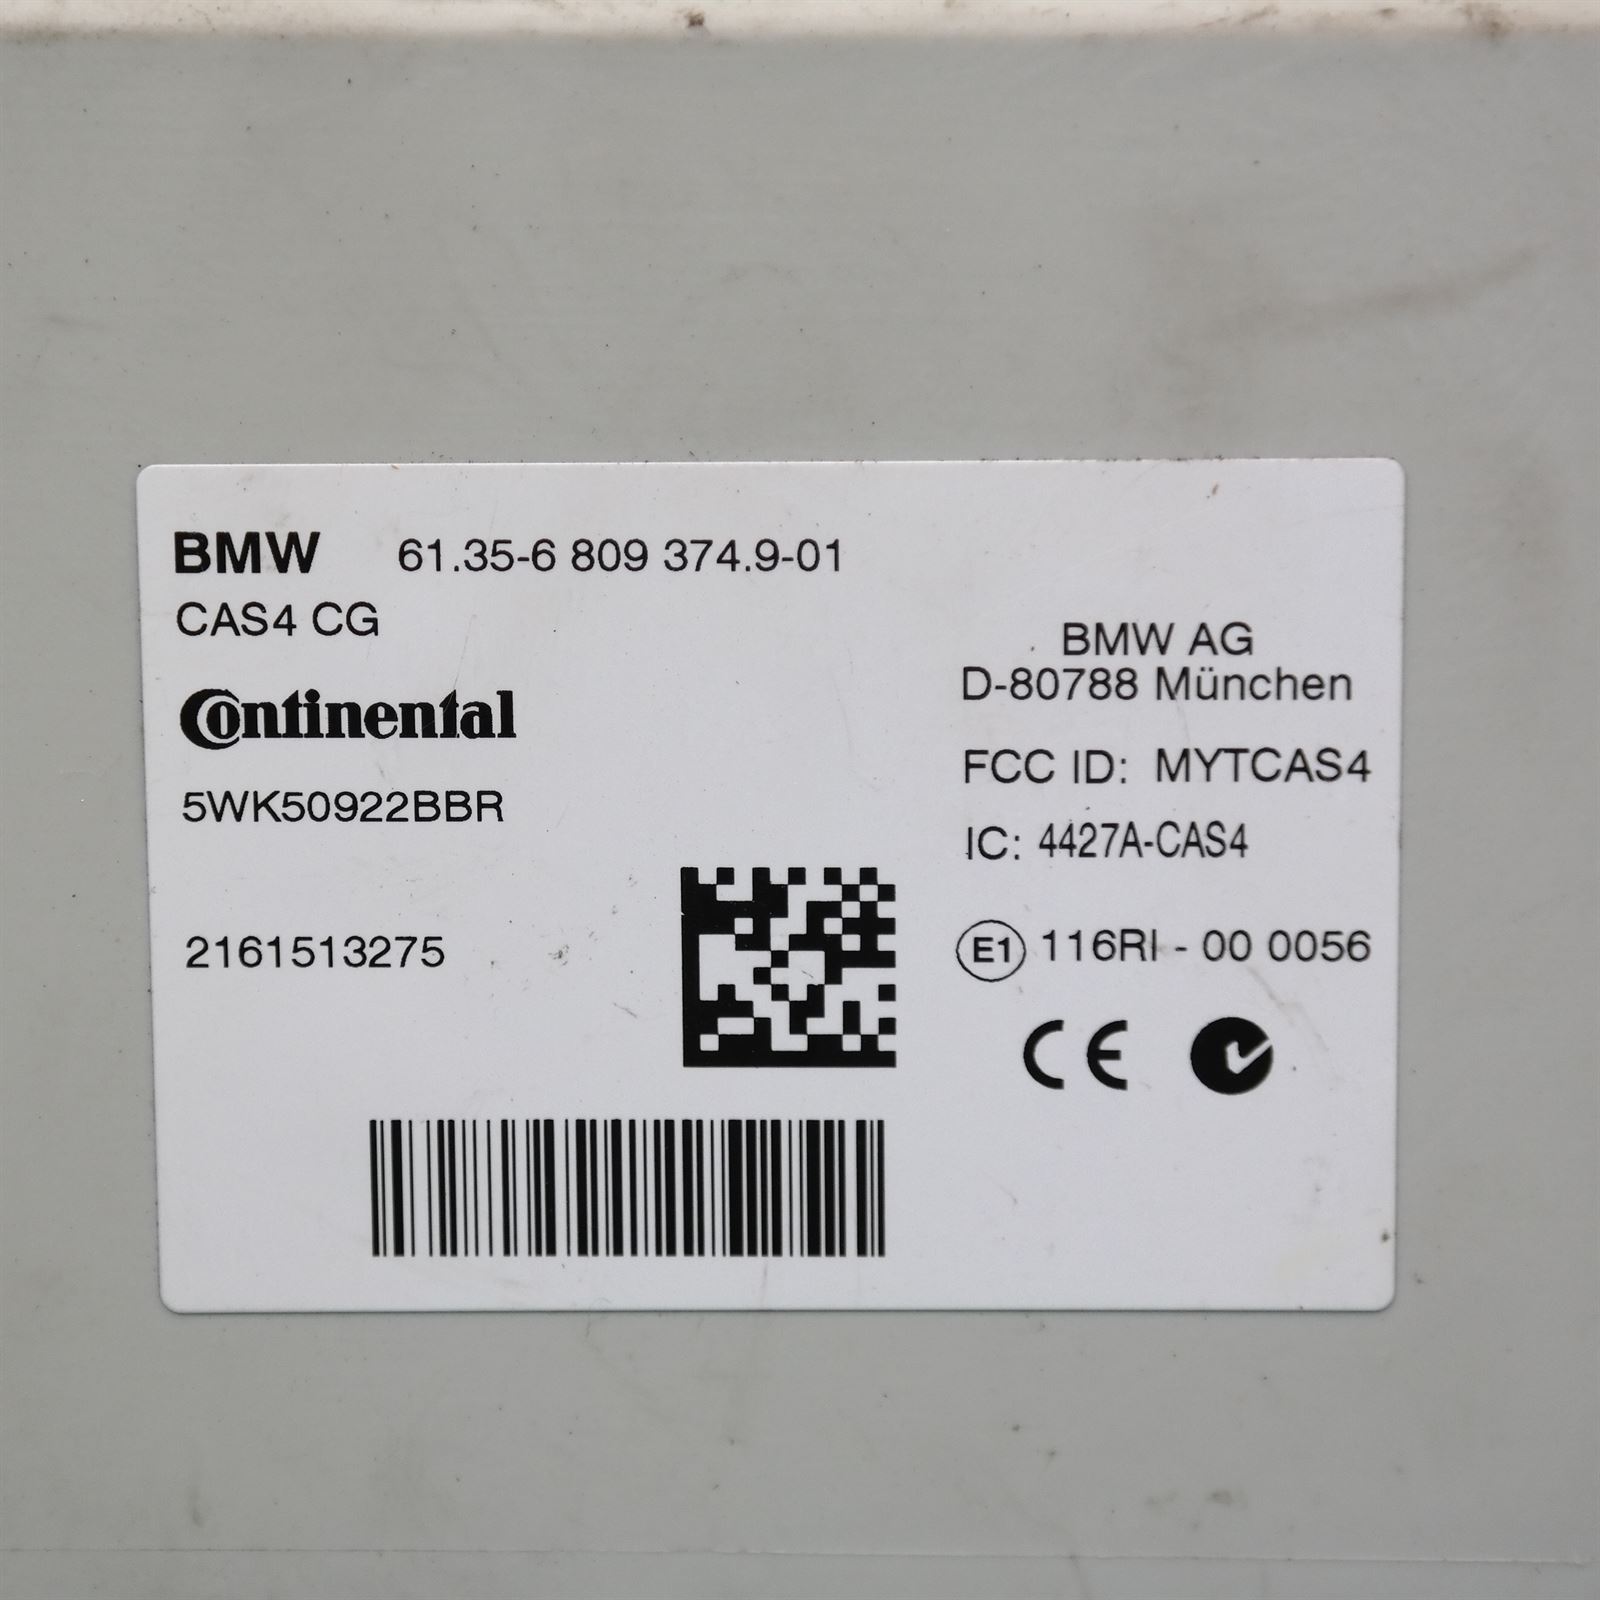 BMW 61.35-6 809 374.9-01
CAS4 CG
Continental
5WK50922BBR
2161513275
BMW AG
D-80788 München
FCC ID: MYTCAS4
IC: 4427A-CAS4
E1 116RI - 00 0056
CE